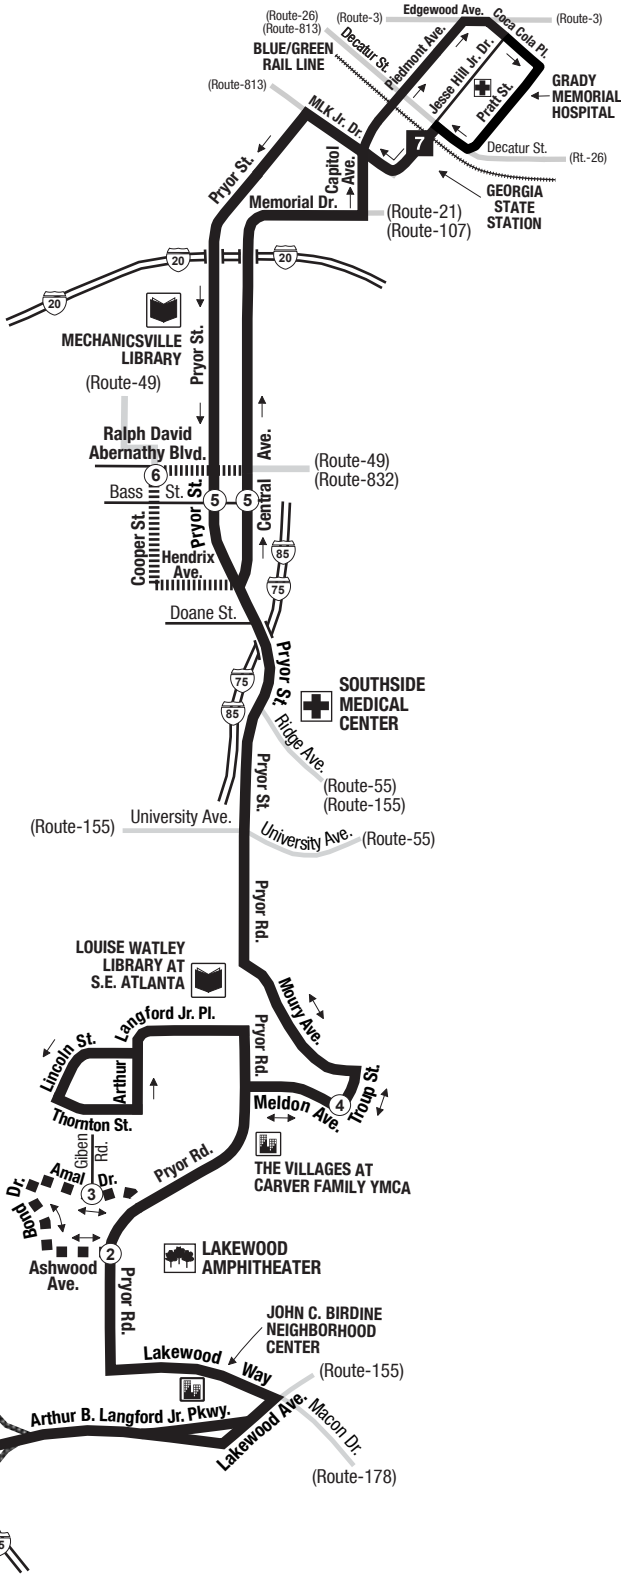 Edgewood Ave.
(Route-26)
(Route-813)
(Route-3)
Coca Cola Pl.
(Route-3)
Decatur St.
Piedmont Ave.
BLUE/GREEN
RAIL LINE
Jesse Hill Jr. Dr.
Pratt St.
GRADY
MEMORIAL
HOSPITAL
(Route-813)
MLK Jr. Dr.
7
Decatur St.
(Rt.-26)
Pryor St.
Capitol
Ave.
GEORGIA
STATE
STATION
Memorial Dr.
(Route-21)
(Route-107)
20
20
20
MECHANICSVILLE
LIBRARY
Pryor St.
(Route-49)
Ralph David
Abernathy Blvd.
Central Ave.
(Route-49)
(Route-832)
6
Bass St.
Pryor St.
5
5
Cooper St.
Hendrix
Ave.
85
75
Doane St.
Pryor St.
75
85
SOUTHSIDE
MEDICAL
CENTER
Ridge Ave.
(Route-55)
(Route-155)
Pryor St.
University Ave.
(Route-155)
University Ave.
(Route-55)
Pryor Rd.
LOUISE WATLEY
LIBRARY AT
S.E. ATLANTA
Moury Ave.
Langford Jr. Pl.
Pryor Rd.
Lincoln St.
Arthur
Troup St.
Meldon Ave.
4
Thornton St.
Giben
Rd.
Pryor Rd.
THE VILLAGES AT
CARVER FAMILY YMCA
Amal Dr.
3
Bond Dr.
2
Ashwood
Ave.
LAKEWOOD
AMPHITHEATER
Pryor Rd.
JOHN C. BIRDINE
NEIGHBORHOOD
CENTER
Lakewood Way
(Route-155)
Arthur B. Langford Jr. Pkwy.
Lakewood Ave.
Macon Dr.
(Route-178)